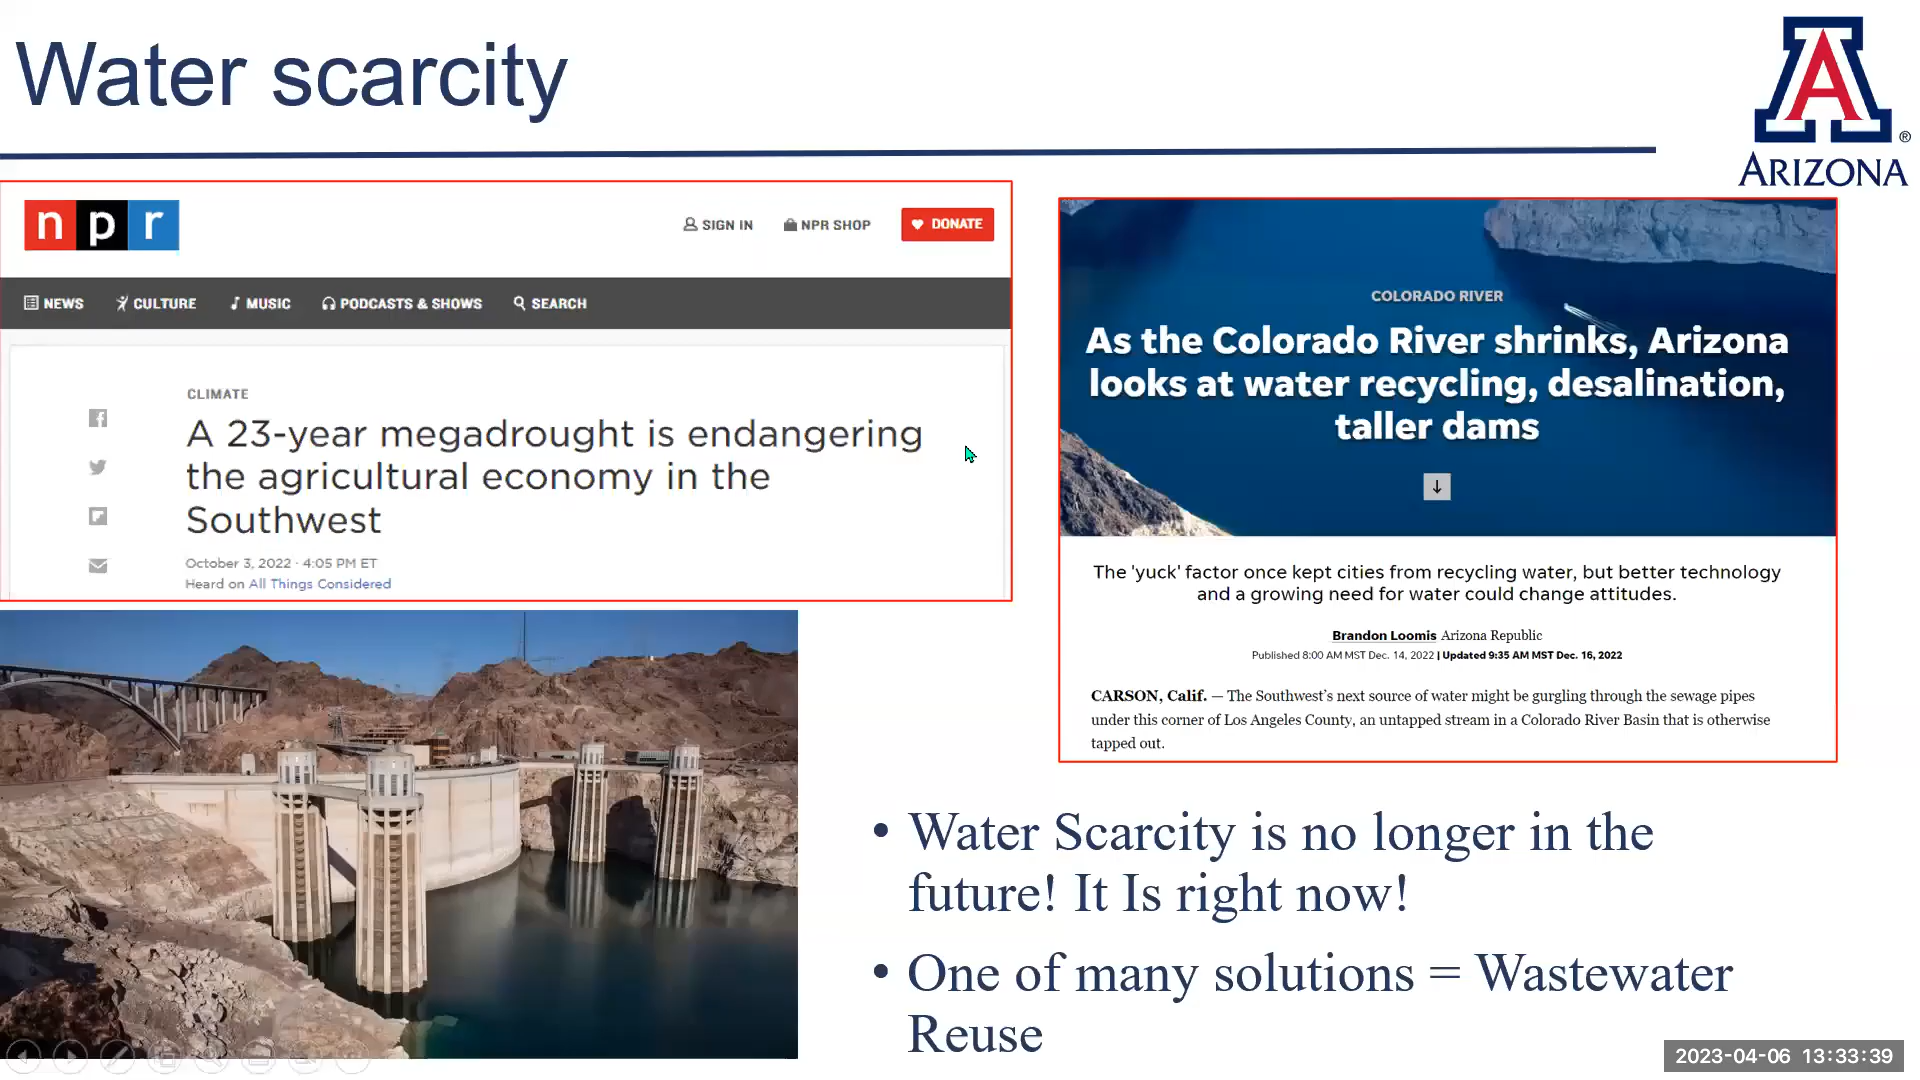 Water scarcity
A
®
ARIZONA
npr
SIGN IN
NPR SHOP
DONATE
NEWS
CULTURE
MUSIC
PODCASTS & SHOWS
SEARCH
CLIMATE
A 23-year megadrought is endangering
the agricultural economy in the
Southwest
October 3, 2022 · 4:05 PM ET
Heard on All Things Considered
COLORADO RIVER
As the Colorado River shrinks, Arizona
looks at water recycling, desalination,
taller dams
The 'yuck' factor once kept cities from recycling water, but better technology
and a growing need for water could change attitudes.
Brandon Loomis Arizona Republic
Published 8:00 AM MST Dec. 14, 2022 | Updated 9:35 AM MST Dec. 16, 2022
CARSON, Calif. — The Southwest’s next source of water might be gurgling through the sewage pipes
under this corner of Los Angeles County, an untapped stream in a Colorado River Basin that is otherwise
tapped out.
• Water Scarcity is no longer in the
future! It Is right now!
• One of many solutions = Wastewater
Reuse
2023-04-06 13:33:39